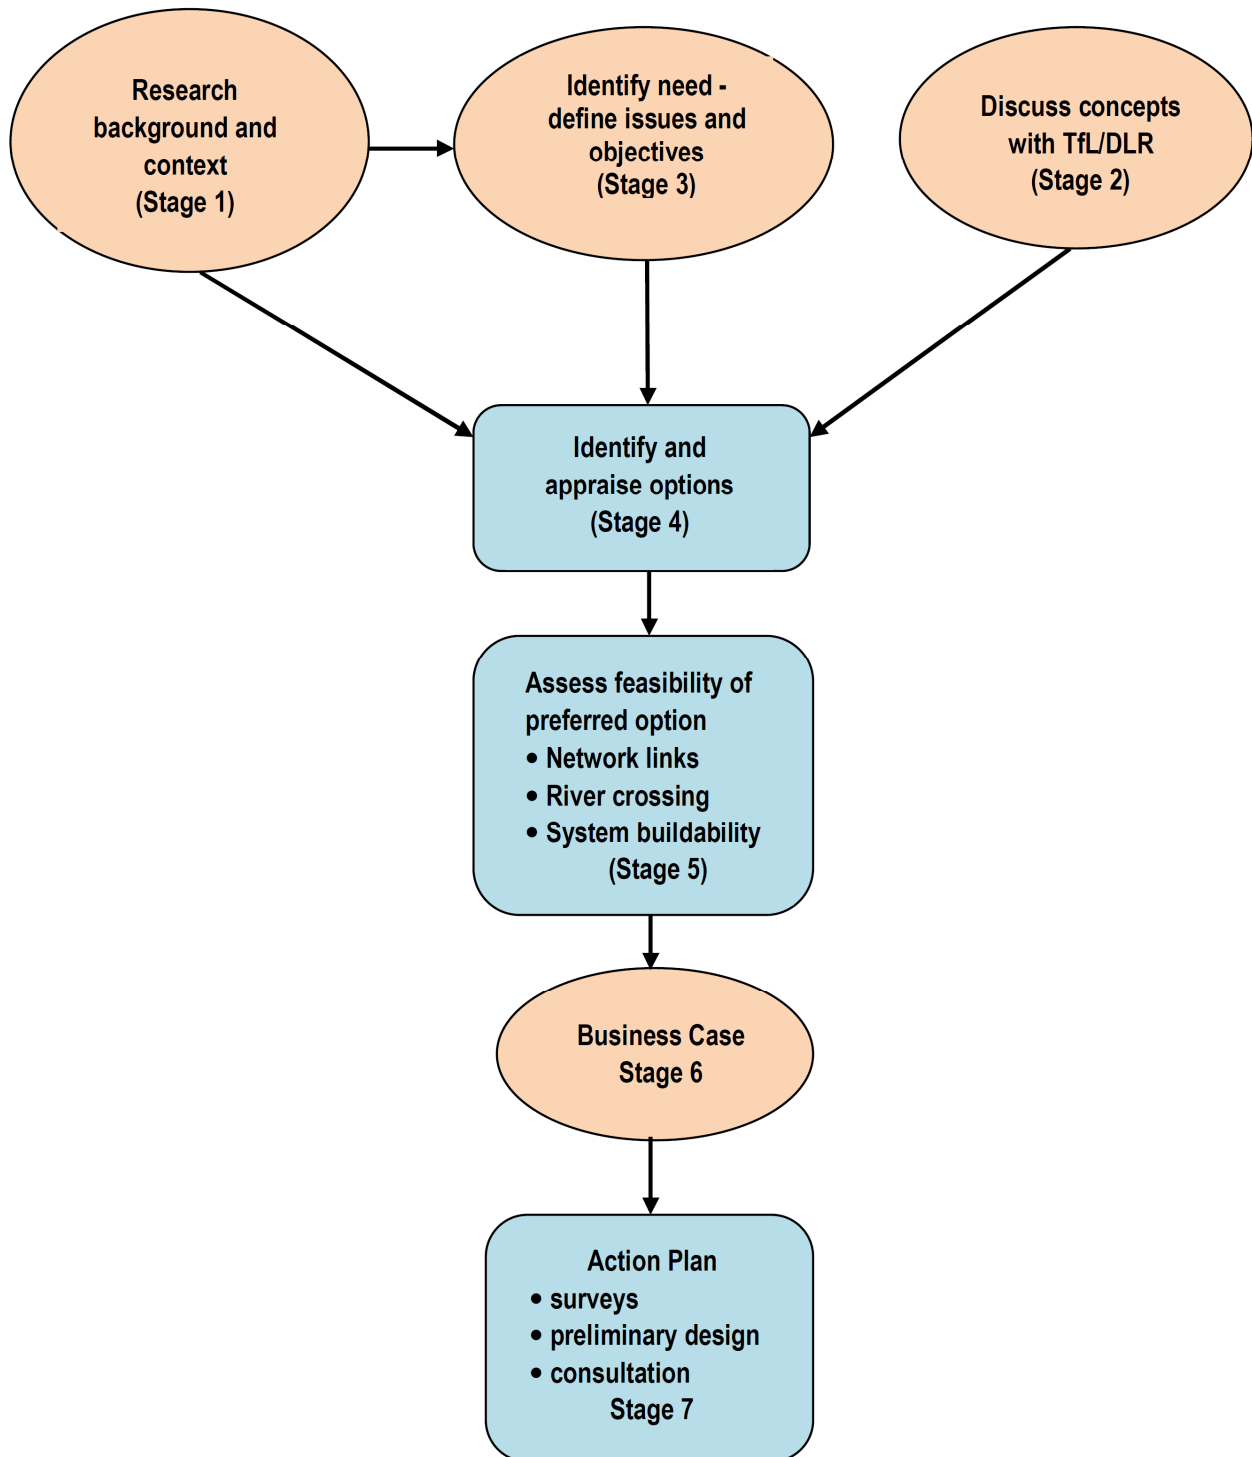 Research
background and
context
(Stage 1)
Identify need -
define issues and
objectives
(Stage 3)
Discuss concepts
with TfL/DLR
(Stage 2)
Identify and
appraise options
(Stage 4)
Assess feasibility of
preferred option
• Network links
• River crossing
• System buildability
(Stage 5)
Business Case
Stage 6
Action Plan
• surveys
• preliminary design
• consultation
Stage 7